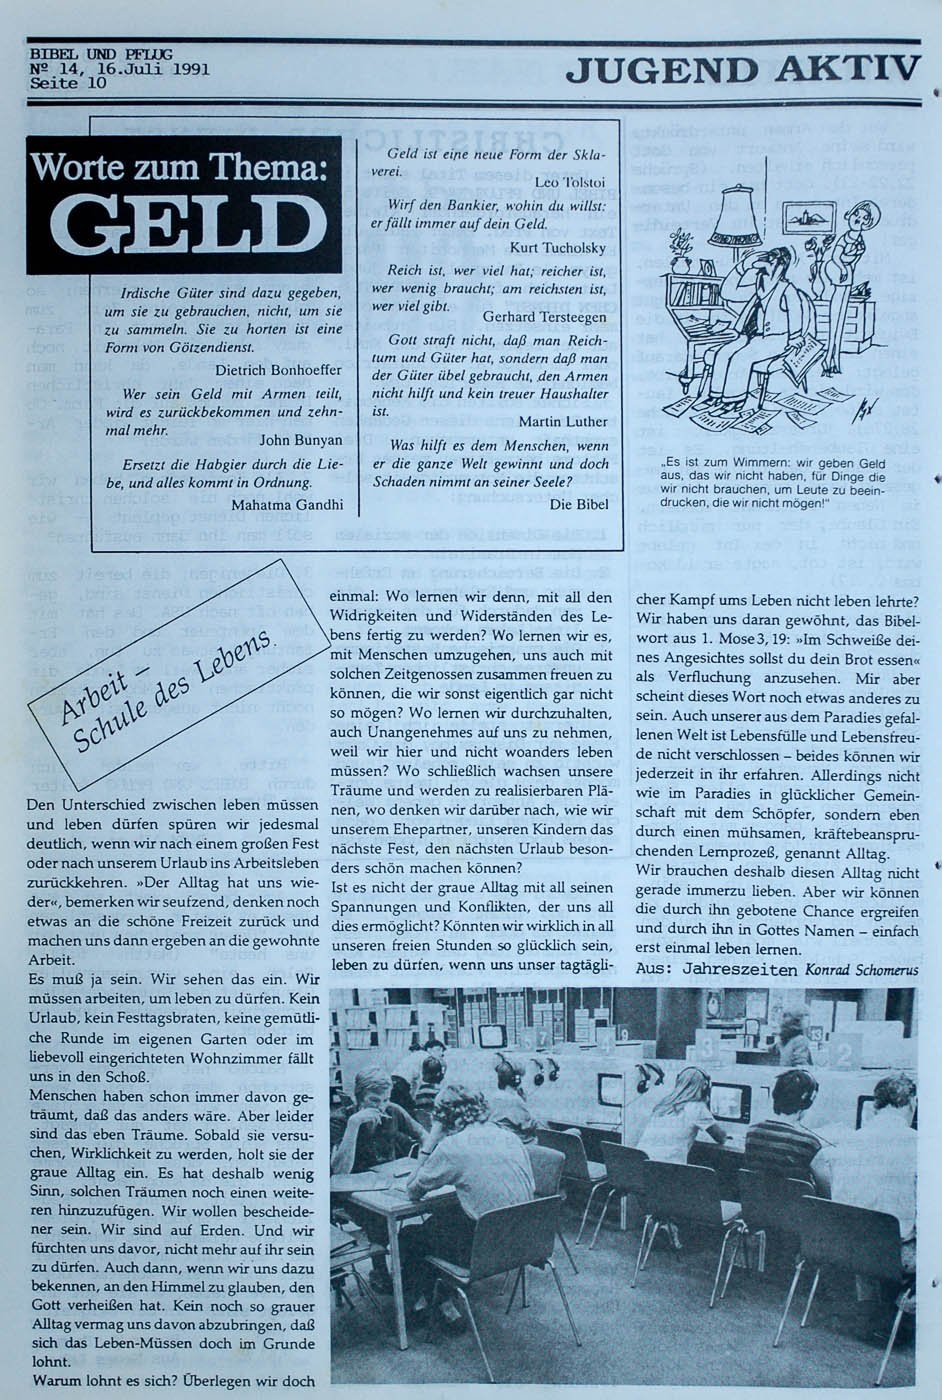 BIBEL UND PFLUG
Nº 14, 16.Juli 1991
Seite 10
JUGEND AKTIV
Worte zum Thema:
GELD
Irdische Güter sind dazu gegeben,
um sie zu gebrauchen, nicht, um sie
zu sammeln. Sie zu horten ist eine
Form von Götzendienst.
Dietrich Bonhoeffer
Wer sein Geld mit Armen teilt,
wird es zurückbekommen und zehn-
mal mehr.
John Bunyan
Ersetzt die Habgier durch die Lie-
be, und alles kommt in Ordnung.
Mahatma Gandhi
Geld ist eine neue Form der Skla-
verei.
Leo Tolstoi
Wirf den Bankier, wohin du willst:
er fällt immer auf dein Geld.
Kurt Tucholsky
Reich ist, wer viel hat; reicher ist,
wer wenig braucht; am reichsten ist,
wer viel gibt.
Gerhard Tersteegen
Gott straft nicht, daß man Reich-
tum und Güter hat, sondern daß man
der Güter übel gebraucht, den Armen
nicht hilft und kein treuer Haushalter
ist.
Martin Luther
Was hilft es dem Menschen, wenn
er die ganze Welt gewinnt und doch
Schaden nimmt an seiner Seele?
Die Bibel
„Es ist zum Wimmern: wir geben Geld
aus, das wir nicht haben, für Dinge die
wir nicht brauchen, um Leute zu beein-
drucken, die wir nicht mögen!"
Arbeit –
Schule des Lebens.
Den Unterschied zwischen leben müssen
und leben dürfen spüren wir jedesmal
deutlich, wenn wir nach einem großen Fest
oder nach unserem Urlaub ins Arbeitsleben
zurückkehren. »Der Alltag hat uns wie-
der«, bemerken wir seufzend, denken noch
etwas an die schöne Freizeit zurück und
machen uns dann ergeben an die gewohnte
Arbeit.
Es muß ja sein. Wir sehen das ein. Wir
müssen arbeiten, um leben zu dürfen. Kein
Urlaub, kein Festtagsbraten, keine gemütli-
che Runde im eigenen Garten oder im
liebevoll eingerichteten Wohnzimmer fällt
uns in den Schoß.
Menschen haben schon immer davon ge-
träumt, daß das anders wäre. Aber leider
sind das eben Träume. Sobald sie versu-
chen, Wirklichkeit zu werden, holt sie der
graue Alltag ein. Es hat deshalb wenig
Sinn, solchen Träumen noch einen weite-
ren hinzuzufügen. Wir wollen bescheide-
ner sein. Wir sind auf Erden. Und wir
fürchten uns davor, nicht mehr auf ihr sein
zu dürfen. Auch dann, wenn wir uns dazu
bekennen, an den Himmel zu glauben, den
Gott verheißen hat. Kein noch so grauer
Alltag vermag uns davon abzubringen, daß
sich das Leben-Müssen doch im Grunde
lohnt.
Warum lohnt es sich? Überlegen wir doch
einmal: Wo lernen wir denn, mit all den
Widrigkeiten und Widerständen des Le-
bens fertig zu werden? Wo lernen wir es,
mit Menschen umzugehen, uns auch mit
solchen Zeitgenossen zusammen freuen zu
können, die wir sonst eigentlich gar nicht
so mögen? Wo lernen wir durchzuhalten,
auch Unangenehmes auf uns zu nehmen,
weil wir hier und nicht woanders leben
müssen? Wo schließlich wachsen unsere
Träume und werden zu realisierbaren Plä-
nen, wo denken wir darüber nach, wie wir
unserem Ehepartner, unseren Kindern das
nächste Fest, den nächsten Urlaub beson-
ders schön machen können?
Ist es nicht der graue Alltag mit all seinen
Spannungen und Konflikten, der uns all
dies ermöglicht? Könnten wir wirklich in all
unseren freien Stunden so glücklich sein,
leben zu dürfen, wenn uns unser tagtägli-
cher Kampf ums Leben nicht leben lehrte?
Wir haben uns daran gewöhnt, das Bibel-
wort aus 1. Mose 3, 19: »Im Schweiße dei-
nes Angesichtes sollst du dein Brot essen«
als Verfluchung anzusehen. Mir aber
scheint dieses Wort noch etwas anderes zu
sein. Auch unserer aus dem Paradies gefal-
lenen Welt ist Lebensfülle und Lebensfreu-
de nicht verschlossen – beides können wir
jederzeit in ihr erfahren. Allerdings nicht
wie im Paradies in glücklicher Gemein-
schaft mit dem Schöpfer, sondern eben
durch einen mühsamen, kräftebeanspru-
chenden Lernprozeß, genannt Alltag.
Wir brauchen deshalb diesen Alltag nicht
gerade immerzu lieben. Aber wir können
die durch ihn gebotene Chance ergreifen
und durch ihn in Gottes Namen – einfach
erst einmal leben lernen.
Aus: Jahreszeiten Konrad Schomerus